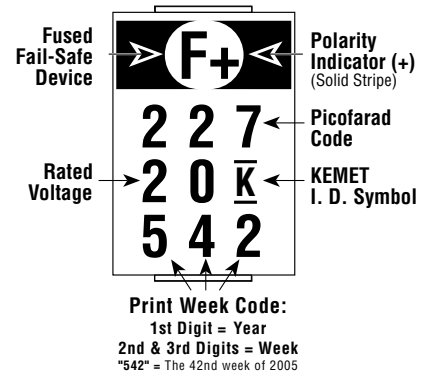 Fused
Fail-Safe
Device
F+
Polarity
Indicator (+)
(Solid Stripe)
2 2 7
Picofarad
Code
Rated
Voltage
2 0 K
KEMET
I. D. Symbol
5 4 2
Print Week Code:
1st Digit = Year
2nd & 3rd Digits = Week
"542" = The 42nd week of 2005